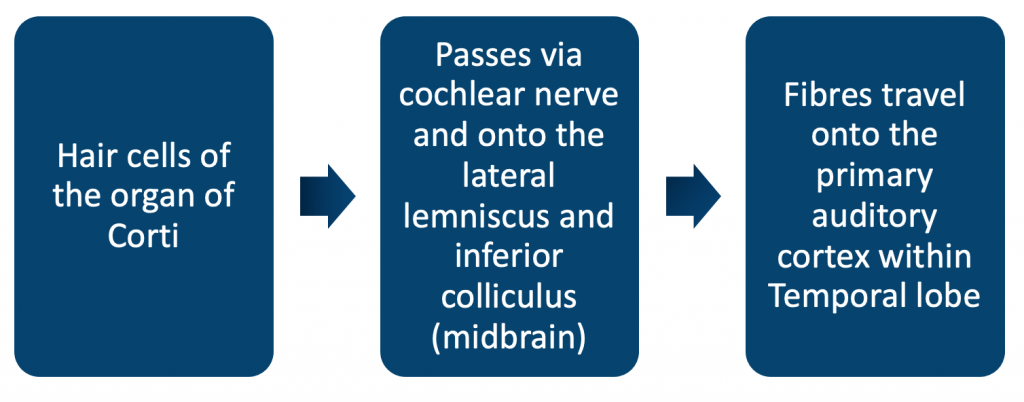 Hair cells of
the organ of
Corti
Passes via
cochlear nerve
and onto the
lateral
lemniscus and
inferior
colliculus
(midbrain)
Fibres travel
onto the
primary
auditory
cortex within
Temporal lobe